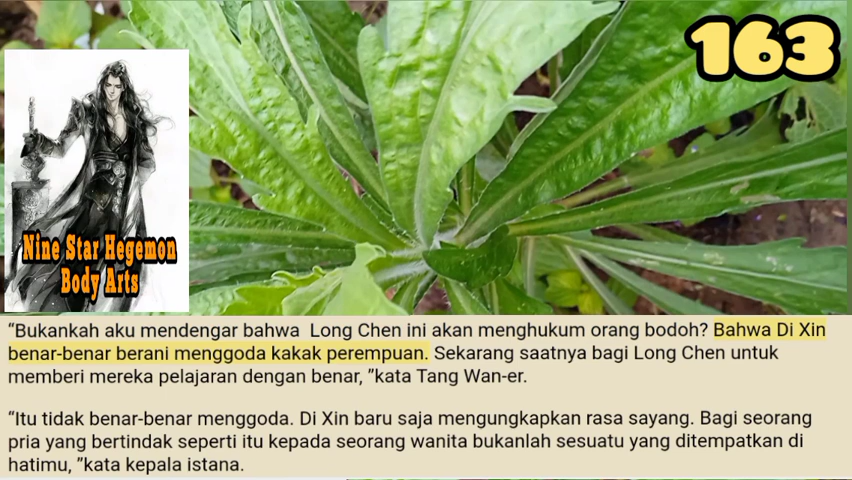 163
Nine Star Hegemon
Body Arts
“Bukankah aku mendengar bahwa Long Chen ini akan menghukum orang bodoh? Bahwa Di Xin
benar-benar berani menggoda kakak perempuan. Sekarang saatnya bagi Long Chen untuk
memberi mereka pelajaran dengan benar, ”kata Tang Wan-er.
“Itu tidak benar-benar menggoda. Di Xin baru saja mengungkapkan rasa sayang. Bagi seorang
pria yang bertindak seperti itu kepada seorang wanita bukanlah sesuatu yang ditempatkan di
hatimu, ”kata kepala istana.